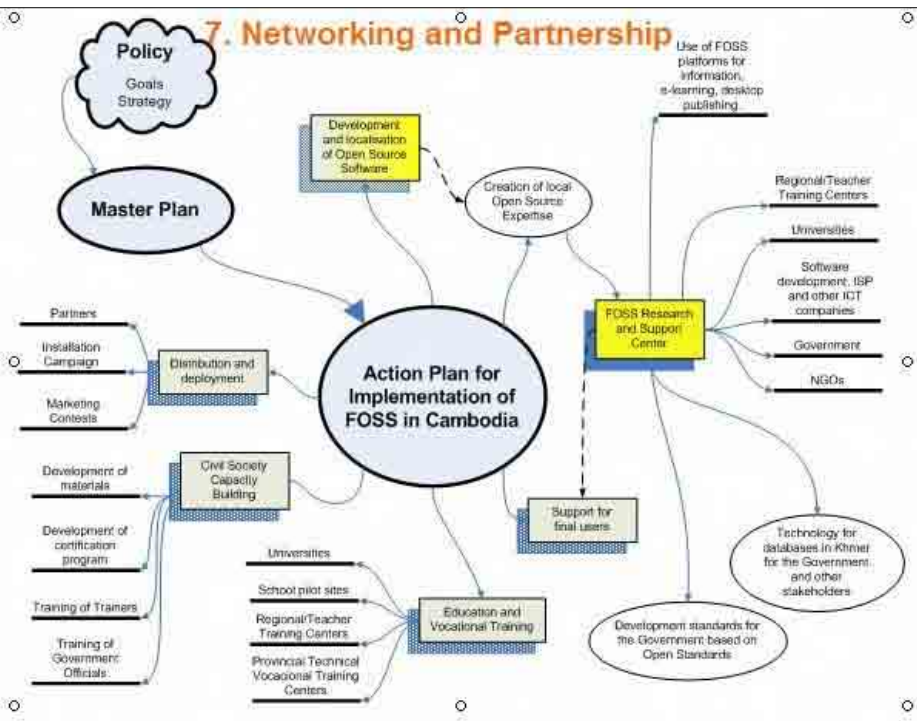 7. Networking and Partnership
Policy
Goals
Strategy
Master Plan
Development
and localisation
of Open Source
Software
Creation of local
Open Source
Expertise
Use of FOSS
platforms for
information,
e-learning, desktop
publishing
Regional/Teacher
Training Centers
Universities
Software
development, ISP
and other ICT
companies
Government
NGOs
FOSS Research
and Support
Center
Action Plan for
Implementation of
FOSS in Cambodia
Partners
Installation
Campaign
Marketing
Contests
Distribution and
deployment
Civil Society
Capacity
Building
Development of
materials
Development of
certification
program
Training of Trainers
Training of
Government
Officials
Universities
School pilot sites
Regional/Teacher
Training Centers
Provincial Technical
Vocacional Training
Centers
Education and
Vocational Training
Support for
final users
Development standards for
the Government based on
Open Standards
Technology for
databases in Khmer
for the Government
and other
stakeholders